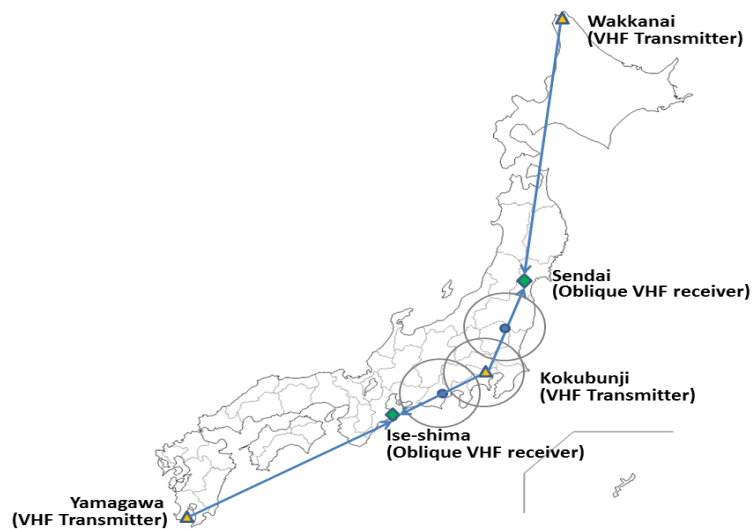 Wakkanai
(VHF Transmitter)
Sendai
(Oblique VHF receiver)
Kokubunji
(VHF Transmitter)
Ise-shima
(Oblique VHF receiver)
Yamagawa
(VHF Transmitter)